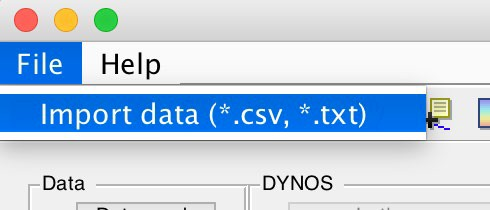 File Help
Import data (*.csv, *.txt)
Data DYNOS